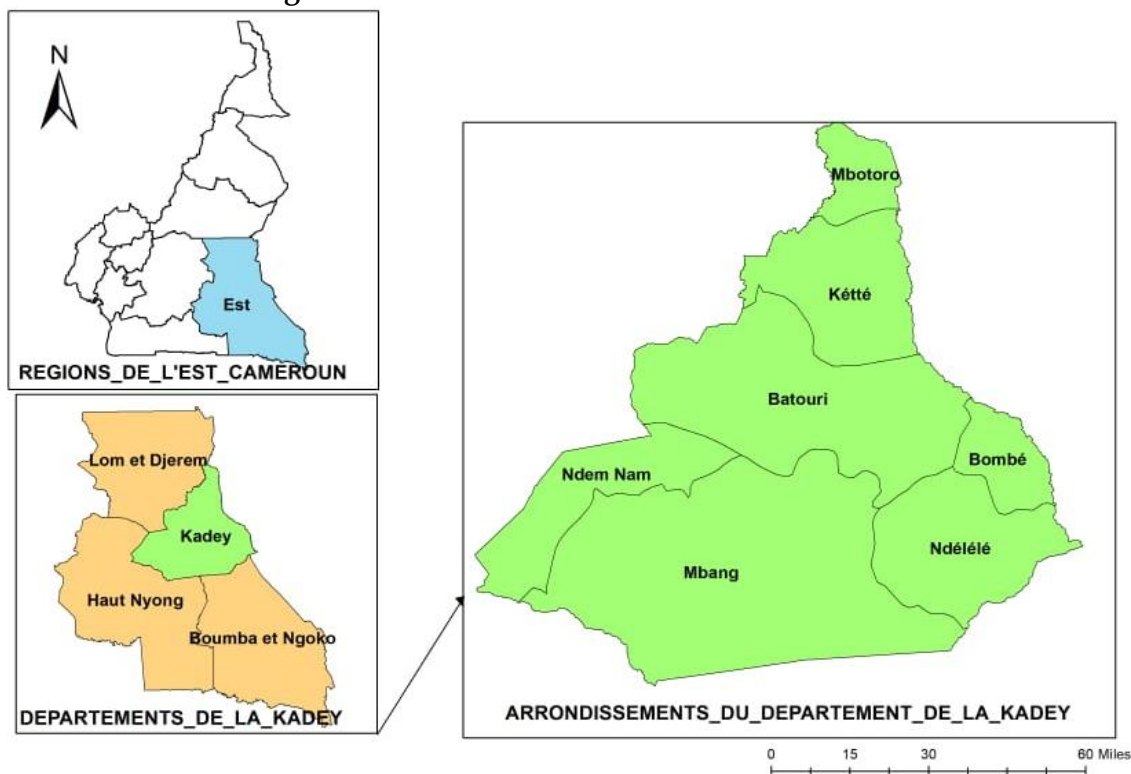 N
Est
REGIONS_DE_L'EST_CAMEROUN
Lom et Djerem
Kadey
Haut Nyong
Boumba et Ngoko
DEPARTEMENTS_DE_LA_KADEY
Mbotoro
Kétté
Batouri
Bombé
Ndem Nam
Ndélélé
Mbang
ARRONDISSEMENTS_DU_DEPARTEMENT_DE_LA_KADEY
0 15 30 60 Miles